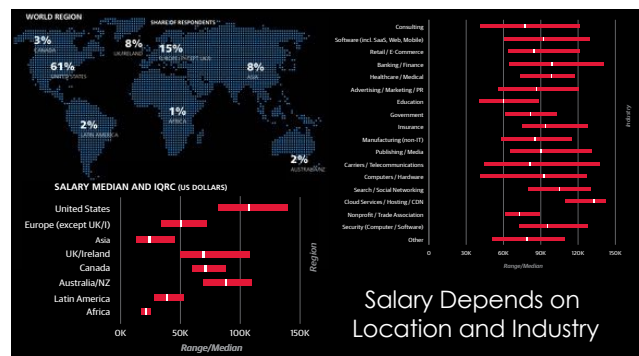 WORLD REGION
SHARE OF RESPONDENTS
3%
CANADA
8%
UK/IRELAND
15%
EUROPE (EXCEPT UK/I)
61%
UNITED STATES
8%
ASIA
1%
AFRICA
2%
LATIN AMERICA
2%
AUSTRALIA/NZ
SALARY MEDIAN AND IQRC (US DOLLARS)
United States
Europe (except UK/I)
Asia
UK/Ireland
Canada
Australia/NZ
Latin America
Africa
0K 50K 100K 150K
Range/Median
Region
Consulting
Software (incl. SaaS, Web, Mobile)
Retail / E-Commerce
Banking / Finance
Healthcare / Medical
Advertising / Marketing / PR
Education
Government
Insurance
Manufacturing (non-IT)
Publishing / Media
Carriers / Telecommunications
Computers / Hardware
Search / Social Networking
Cloud Services / Hosting / CDN
Nonprofit / Trade Association
Security (Computer / Software)
Other
0K 30K 60K 90K 120K 150K
Range/Median
Industry
Salary Depends on
Location and Industry